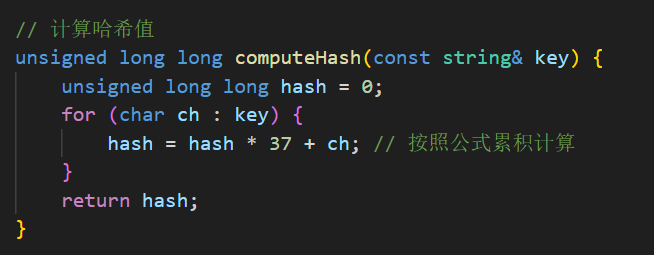 // 计算哈希值
unsigned long long computeHash(const string& key) {
    unsigned long long hash = 0;
    for (char ch : key) {
        hash = hash * 37 + ch; // 按照公式累积计算
    }
    return hash;
}